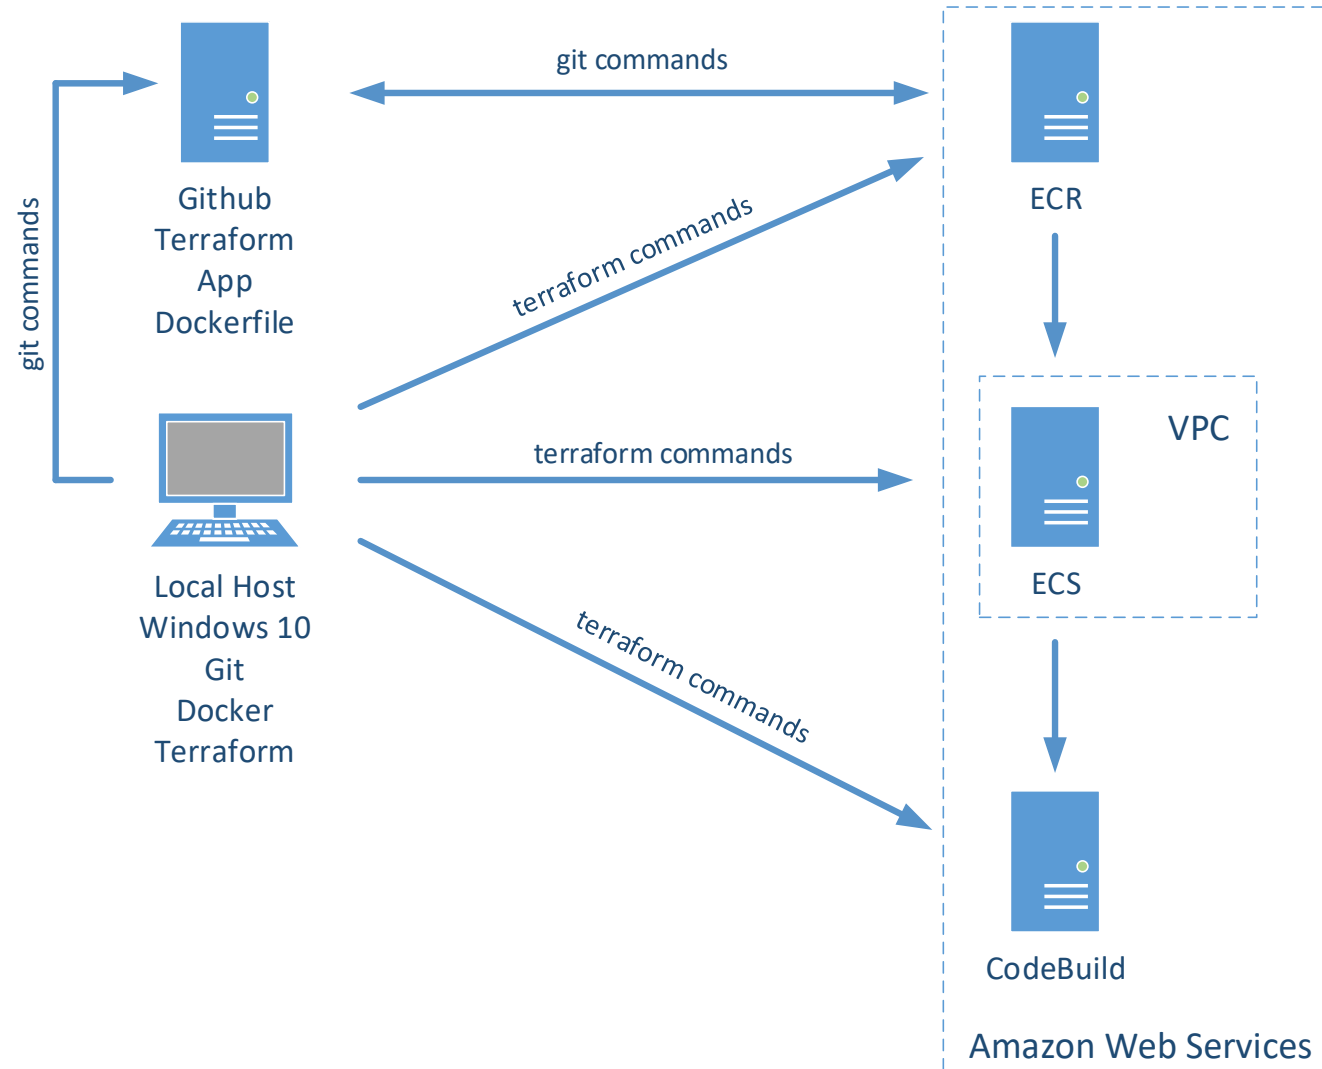 git commands
Github
Terraform
App
Dockerfile
ECR
git commands
terraform commands
VPC
terraform commands
ECS
Local Host
Windows 10
Git
Docker
Terraform
terraform commands
CodeBuild
Amazon Web Services